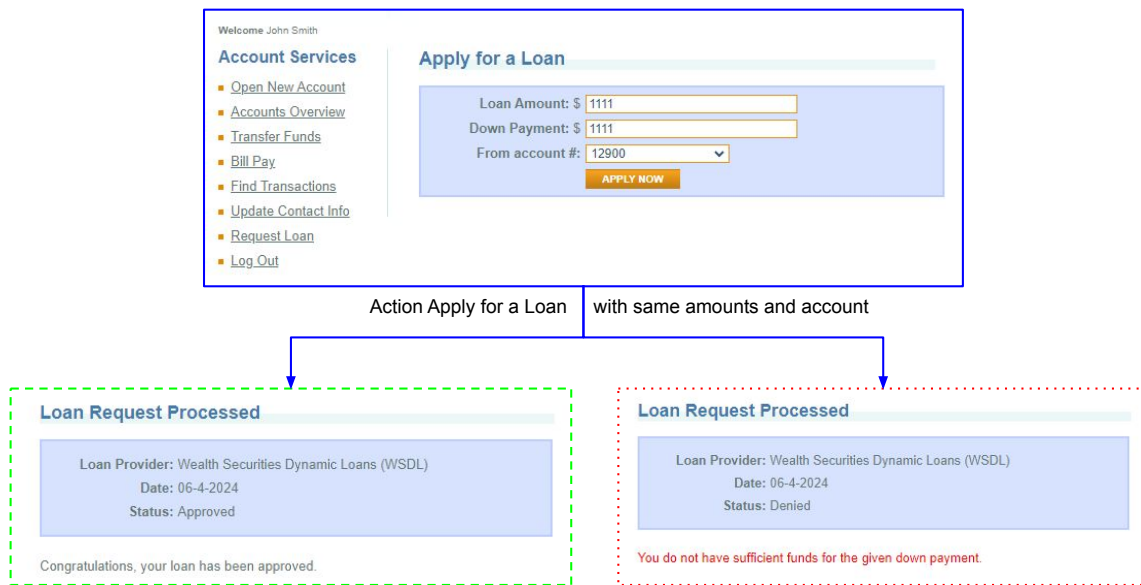 Welcome John Smith
Account Services
Open New Account
Accounts Overview
Transfer Funds
Bill Pay
Find Transactions
Update Contact Info
Request Loan
Log Out
Apply for a Loan
Loan Amount: $ 1111
Down Payment: $ 1111
From account #: 12900
APPLY NOW
Action Apply for a Loan with same amounts and account
Loan Request Processed
Loan Provider: Wealth Securities Dynamic Loans (WSDL)
Date: 06-4-2024
Status: Approved
Congratulations, your loan has been approved.
Loan Request Processed
Loan Provider: Wealth Securities Dynamic Loans (WSDL)
Date: 06-4-2024
Status: Denied
You do not have sufficient funds for the given down payment.